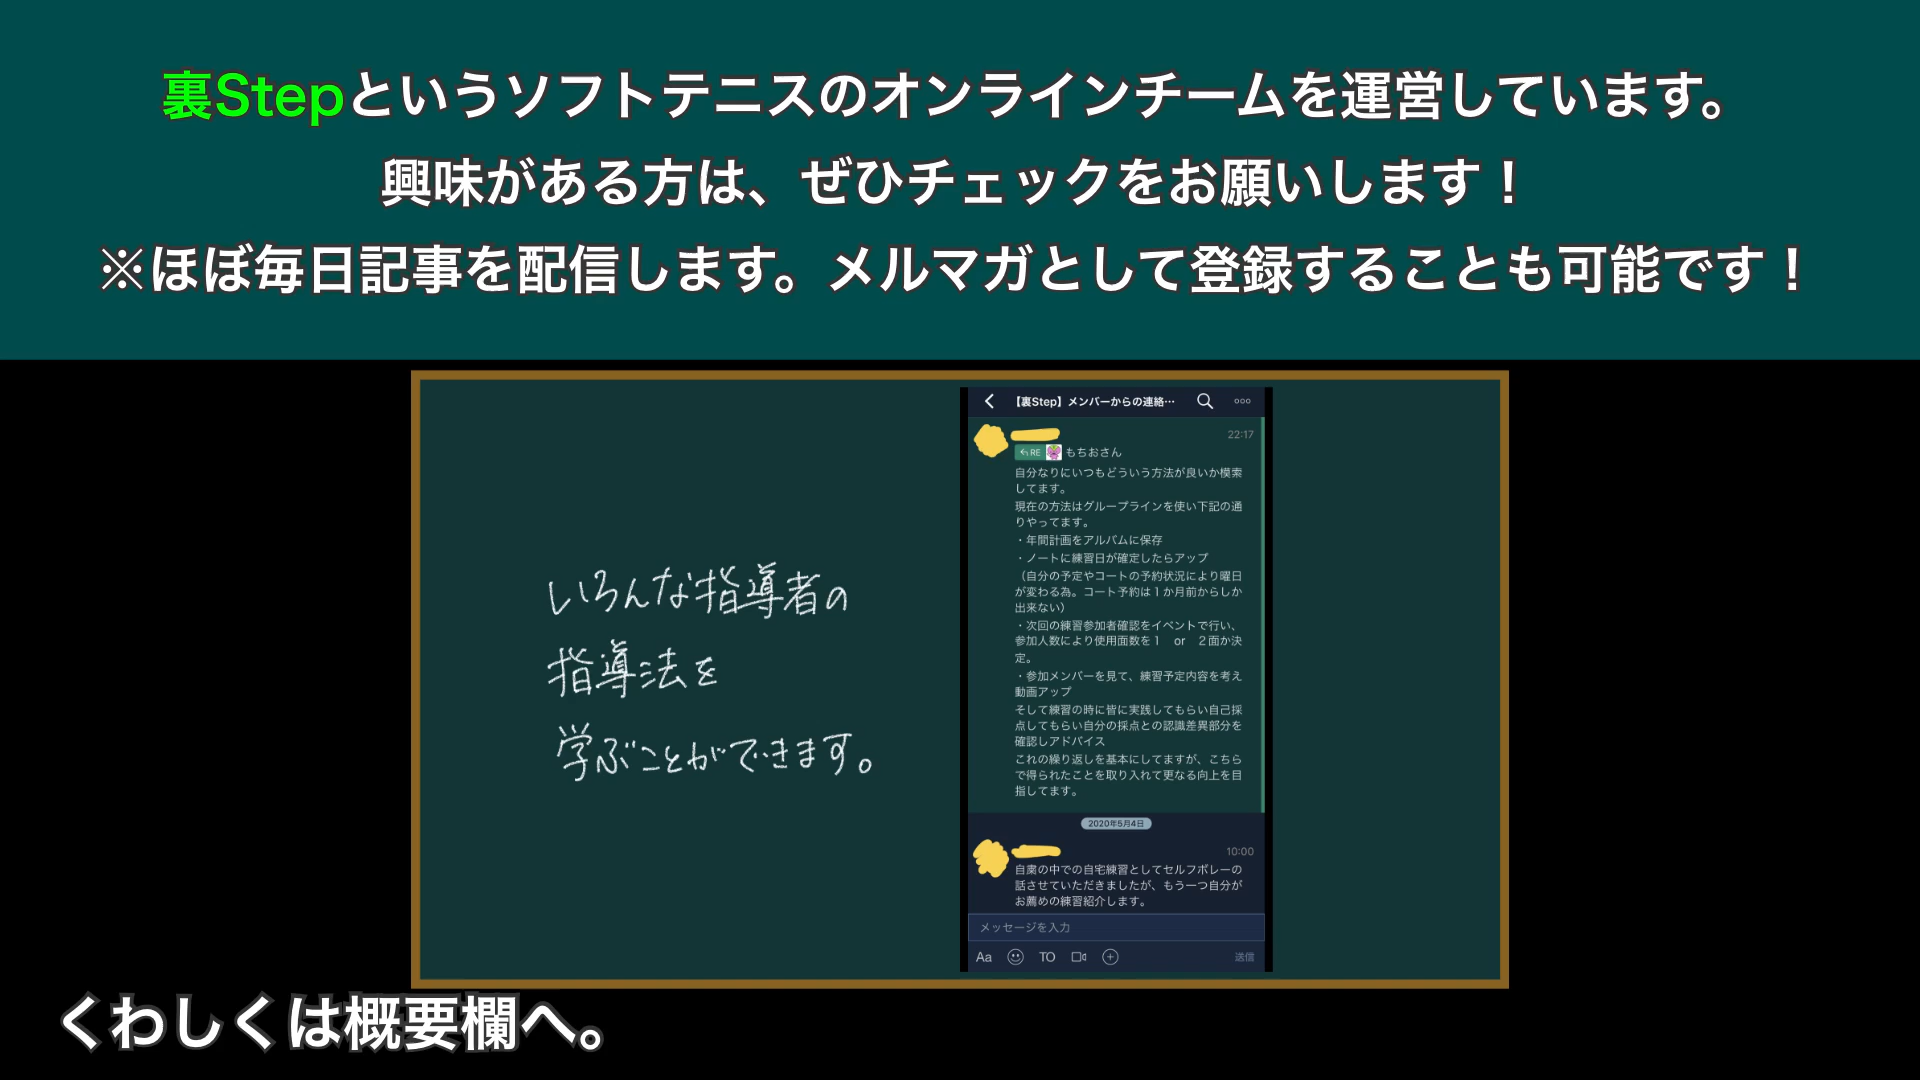 裏Stepというソフトテニスのオンラインチームを運営しています。
興味がある方は、ぜひチェックをお願いします！
※ほぼ毎日記事を配信します。メルマガとして登録することも可能です！
いろんな指導者の
指導法を
学ぶことができます。
【裏Step】メンバーからの連絡…
22:17
RE もちおさん
自分なりにいつもどういう方法が良いか模索
してます。
現在の方法はグループラインを使い下記の通
りやってます。
・年間計画をアルバムに保存
・ノートに練習日が確定したらアップ
（自分の予定やコートの予約状況により曜日
が変わる為。コート予約は１か月前からしか
出来ない）
・次回の練習参加者確認をイベントで行い、
参加人数により使用面数を１　or　２面か決
定。
・参加メンバーを見て、練習予定内容を考え
動画アップ
そして練習の時に皆に実践してもらい自己採
点してもらい自分の採点との認識差異部分を
確認しアドバイス
これの繰り返しを基本にしてますが、こちら
で得られたことを取り入れて更なる向上を目
指してます。
2020年5月4日
10:00
自粛の中での自宅練習としてセルフボレーの
話させていただきましたが、もう一つ自分が
お薦めの練習紹介します。
メッセージを入力
Aa TO 送信
くわしくは概要欄へ。